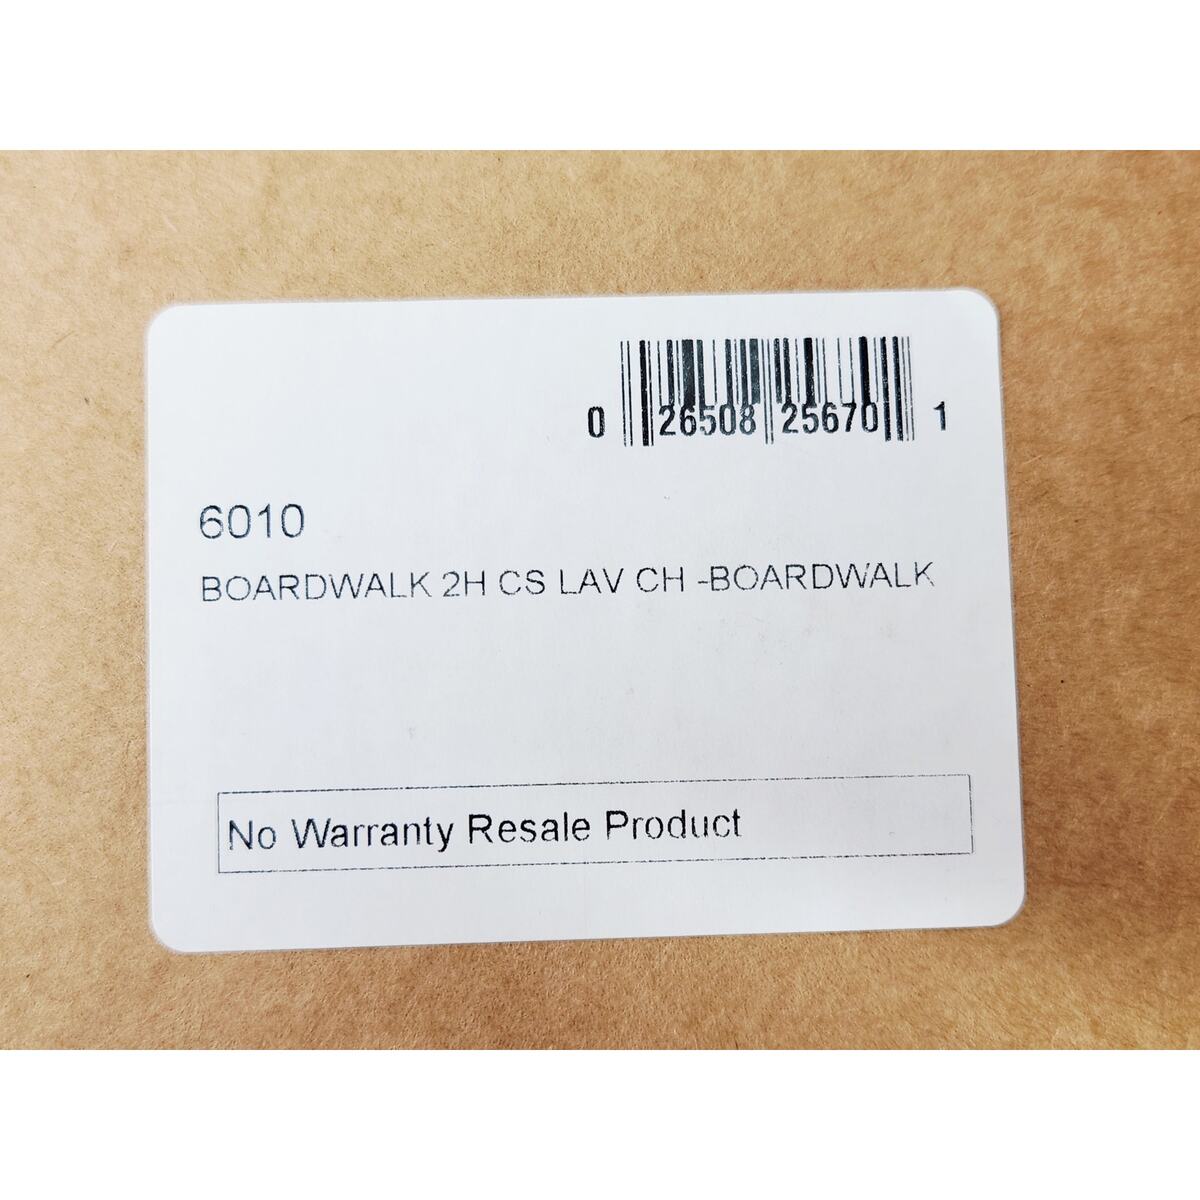 0 26508 25670 1
6010
BOARDWALK 2H CS LAV CH -BOARDWALK
No Warranty Resale Product